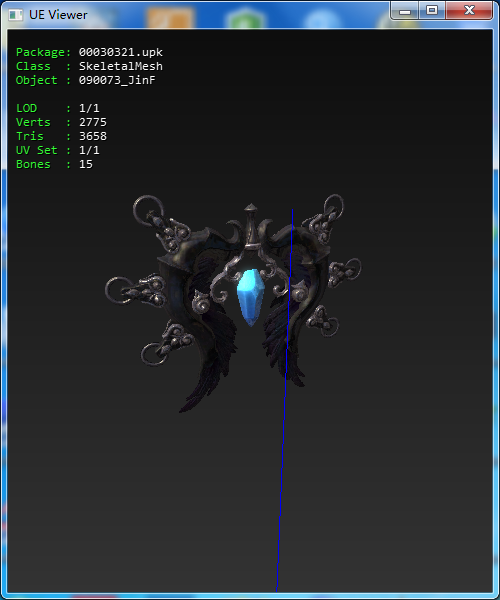 UE Viewer
Package: 00030321.upk
Class : SkeletalMesh
Object : 090073_JinF
LOD : 1/1
Verts : 2775
Tris : 3658
UV Set : 1/1
Bones : 15